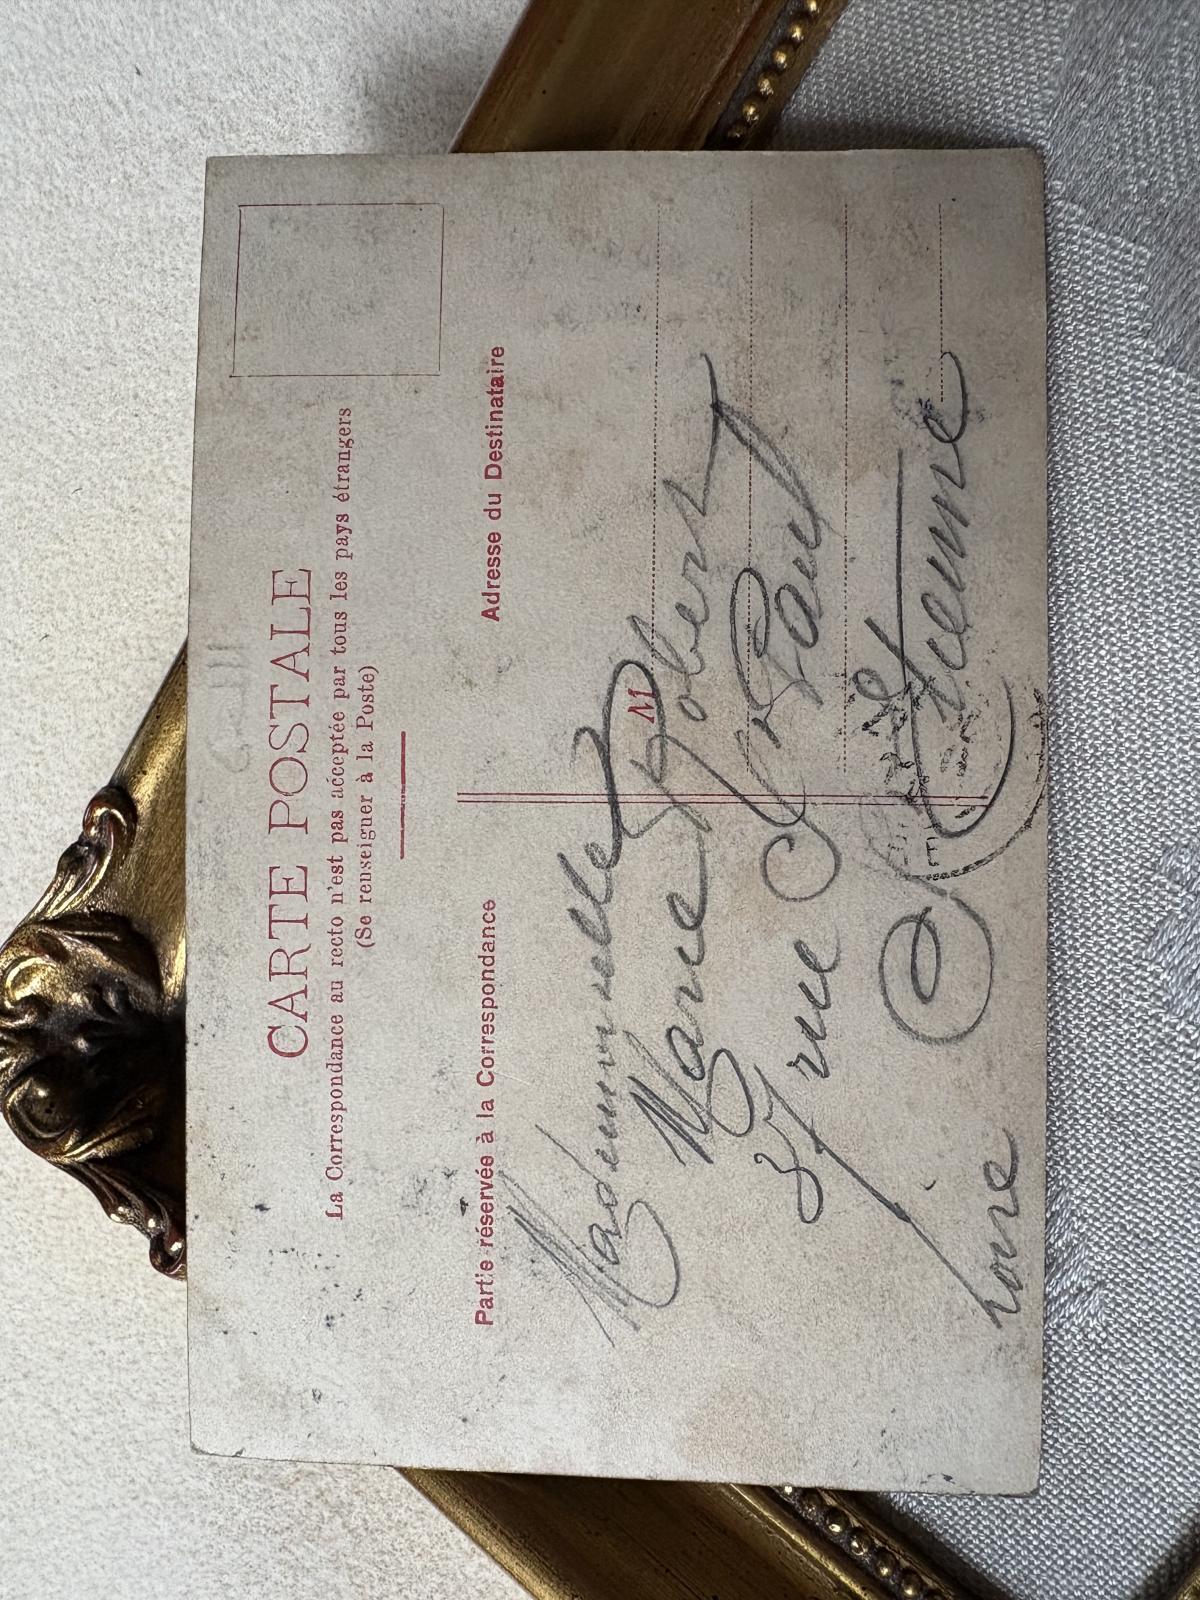 CARTE POSTALE
La Correspondance au recto n'est pas acceptée par tous les pays étrangers
(Se renseigner à la Poste)
Partie réservée à la Correspondance
Adresse du Destinataire
M
Mademoiselle
Marie Robert
37 rue St Paul
St Etienne
Loire